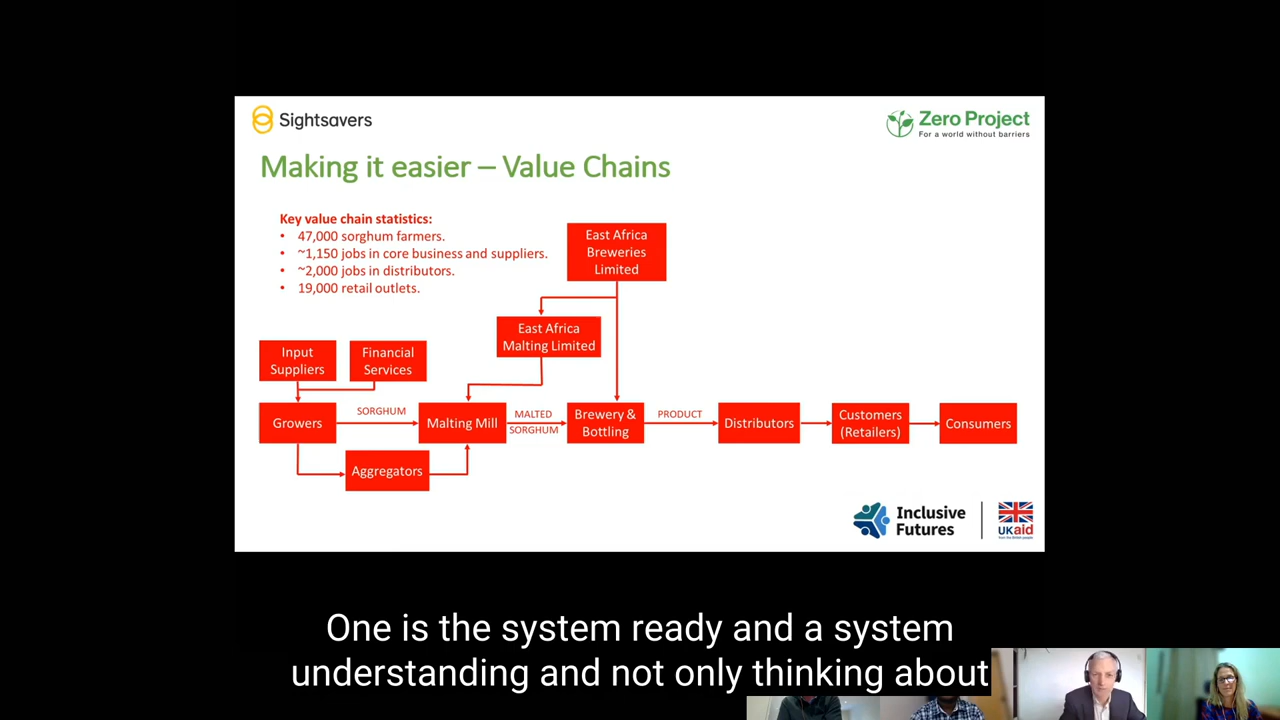 Sightsavers
Zero Project
For a world without barriers
Making it easier – Value Chains
Key value chain statistics:
• 47,000 sorghum farmers.
• ~1,150 jobs in core business and suppliers.
• ~2,000 jobs in distributors.
• 19,000 retail outlets.
East Africa
Breweries
Limited
East Africa
Malting Limited
Input
Suppliers
Financial
Services
Growers
SORGHUM
Malting Mill
MALTED
SORGHUM
Brewery &
Bottling
PRODUCT
Distributors
Customers
(Retailers)
Consumers
Aggregators
Inclusive
Futures
UKaid
from the British people
One is the system ready and a system
understanding and not only thinking about